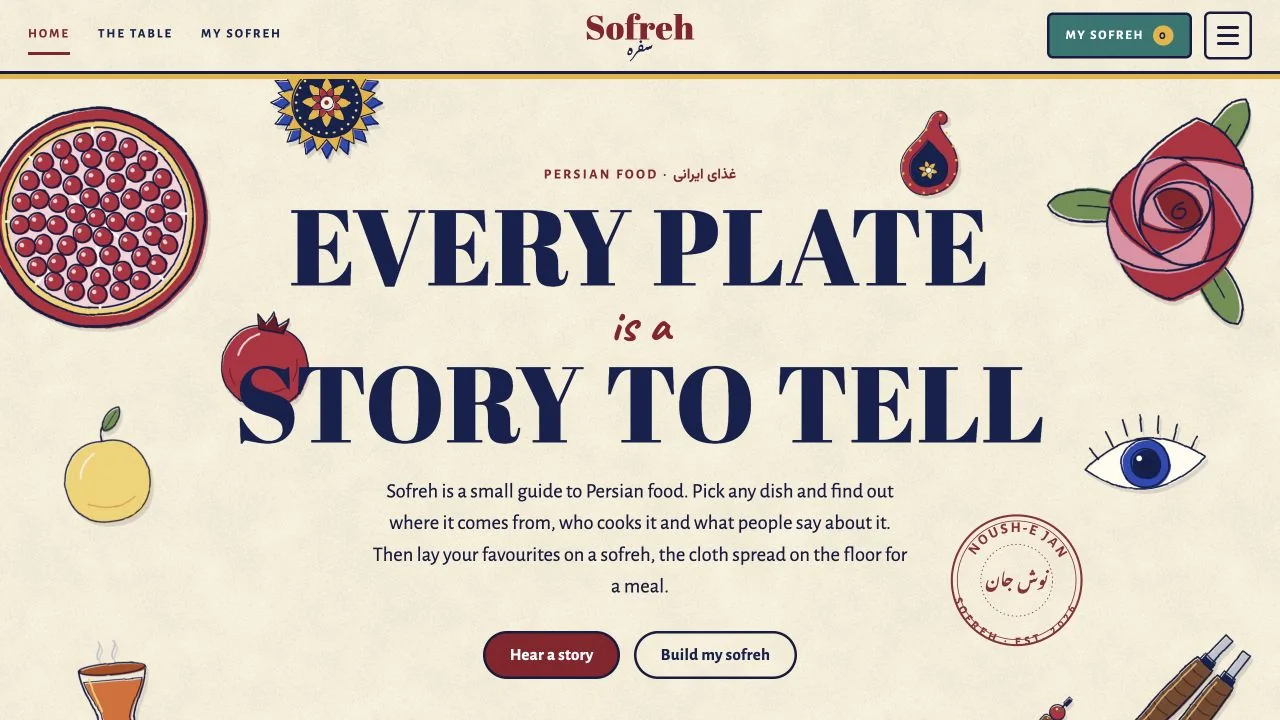 HOME
THE TABLE
MY SOFREH
Sofreh
سفره
MY SOFREH 0
PERSIAN FOOD · غذای ایرانی
EVERY PLATE
is a
STORY TO TELL
Sofreh is a small guide to Persian food. Pick any dish and find out
where it comes from, who cooks it and what people say about it.
Then lay your favourites on a sofreh, the cloth spread on the floor for
a meal.
NOUSH-E JAN
نوش جان
SOFREH · EST. 2026
Hear a story
Build my sofreh